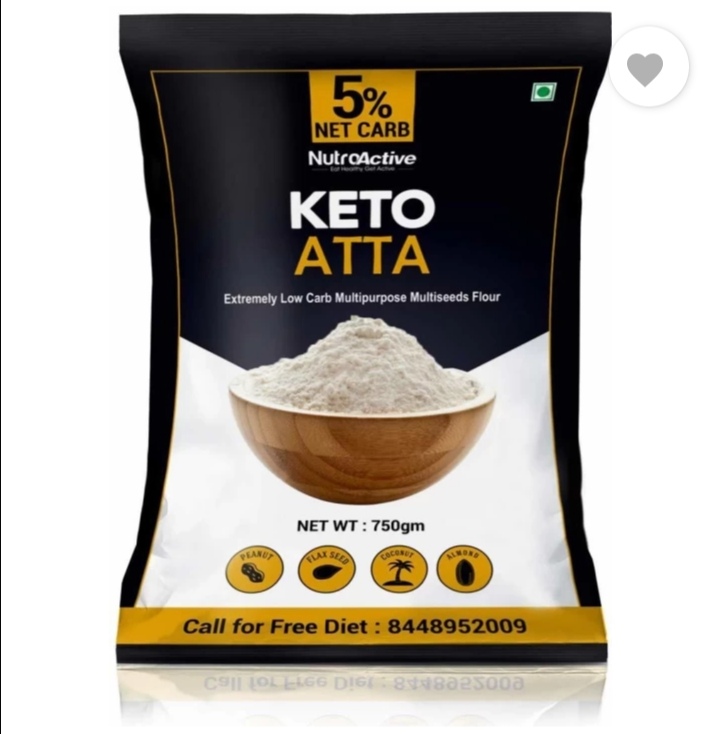 5%
NET CARB
NutroActive
Eat Healthy Get Active
KETO
ATTA
Extremely Low Carb Multipurpose Multiseeds Flour
NET WT : 750gm
PEANUT
FLAX SEED
COCONUT
ALMOND
Call for Free Diet : 8448952009